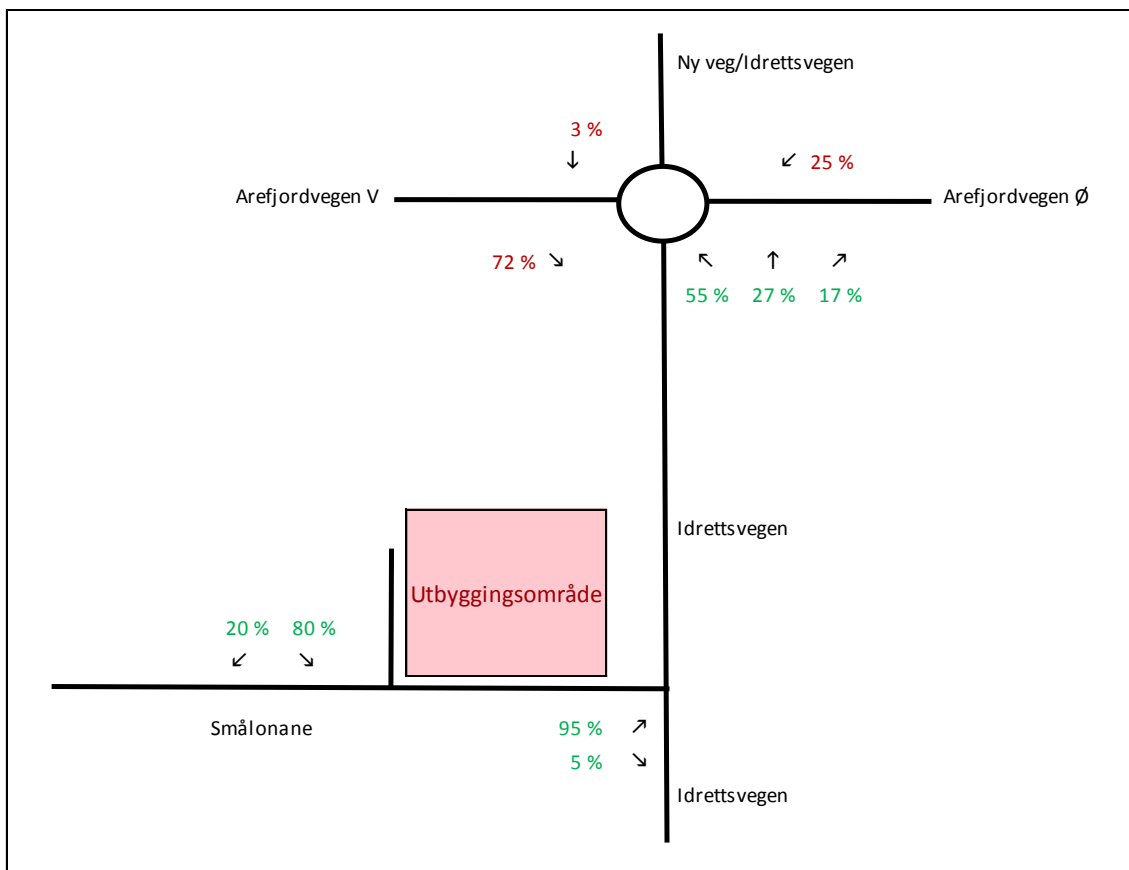 Ny veg/Idrettsvegen
3 %
↓
↙ 25 %
Arefjordvegen V
Arefjordvegen Ø
72 % ↘
↖ ↑ ↗
55 % 27 % 17 %
Idrettsvegen
Utbyggingsområde
20 % 80 %
↙ ↘
Smålonane
95 % ↗
5 % ↘
Idrettsvegen